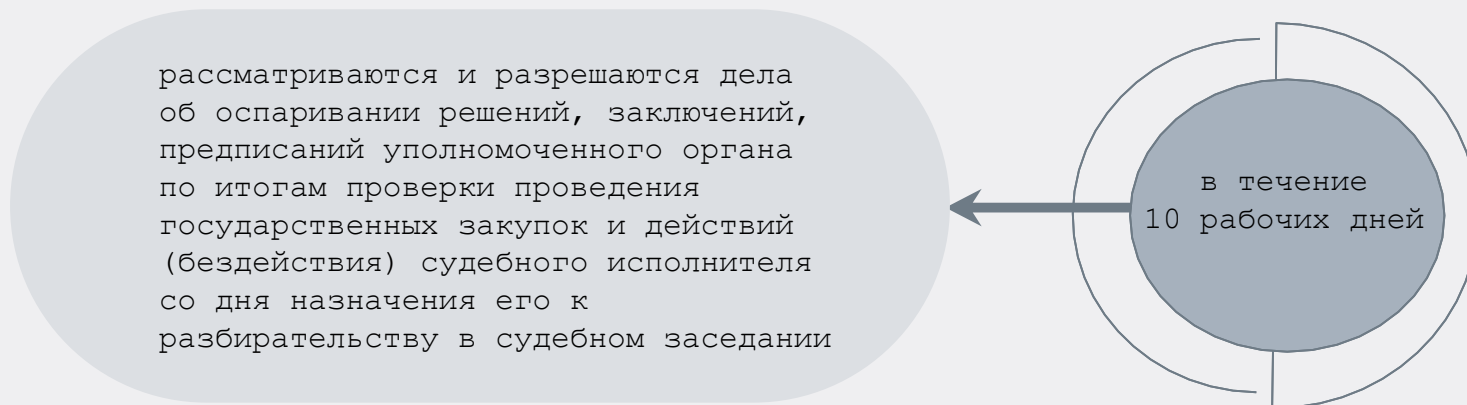 рассматриваются и разрешаются дела
об оспаривании решений, заключений,
предписаний уполномоченного органа
по итогам проверки проведения
государственных закупок и действий
(бездействия) судебного исполнителя
со дня назначения его к
разбирательству в судебном заседании
в течение
10 рабочих дней